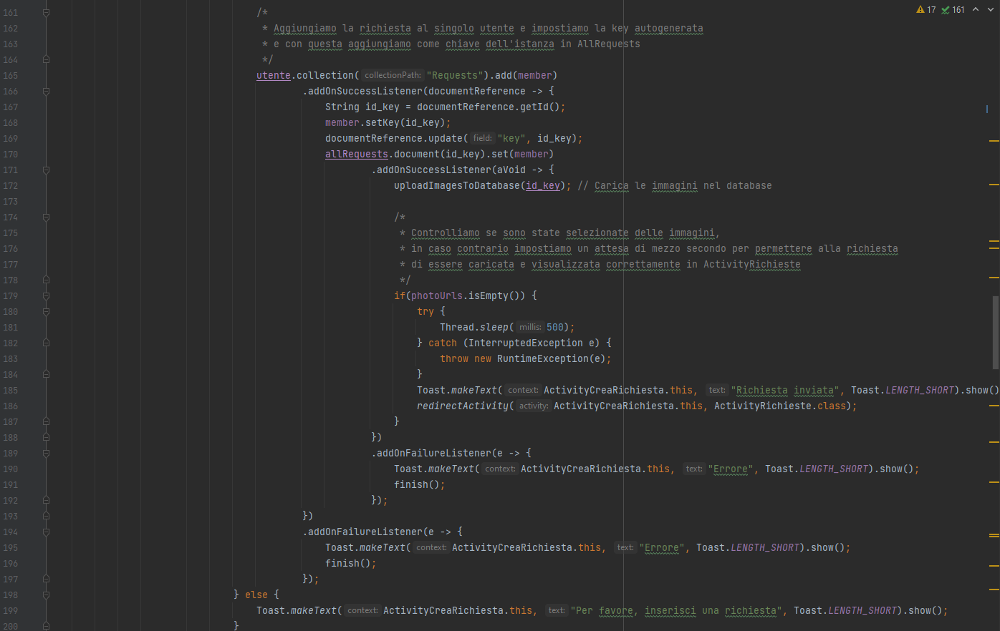 17 161
161 /*
162 * Aggiungiamo la richiesta al singolo utente e impostiamo la key autogenerata
163 * e con questa aggiungiamo come chiave dell'istanza in AllRequests
164 */
165 utente.collection( collectionPath: "Requests").add(member)
166 .addOnSuccessListener(documentReference -> {
167 String id_key = documentReference.getId();
168 member.setKey(id_key);
169 documentReference.update( field: "key", id_key);
170 allRequests.document(id_key).set(member)
171 .addOnSuccessListener(aVoid -> {
172 uploadImagesToDatabase(id_key); // Carica le immagini nel database
173
174 /*
175 * Controlliamo se sono state selezionate delle immagini,
176 * in caso contrario impostiamo un attesa di mezzo secondo per permettere alla richiesta
177 * di essere caricata e visualizzata correttamente in ActivityRichieste
178 */
179 if(photoUrls.isEmpty()) {
180 try {
181 Thread.sleep( millis: 500);
182 } catch (InterruptedException e) {
183 throw new RuntimeException(e);
184 }
185 Toast.makeText( context: ActivityCreaRichiesta.this, text: "Richiesta inviata", Toast.LENGTH_SHORT).show()
186 redirectActivity( activity: ActivityCreaRichiesta.this, ActivityRichieste.class);
187 }
188 })
189 .addOnFailureListener(e -> {
190 Toast.makeText( context: ActivityCreaRichiesta.this, text: "Errore", Toast.LENGTH_SHORT).show();
191 finish();
192 });
193 })
194 .addOnFailureListener(e -> {
195 Toast.makeText( context: ActivityCreaRichiesta.this, text: "Errore", Toast.LENGTH_SHORT).show();
196 finish();
197 });
198 } else {
199 Toast.makeText( context: ActivityCreaRichiesta.this, text: "Per favore, inserisci una richiesta", Toast.LENGTH_SHORT).show();
200 }